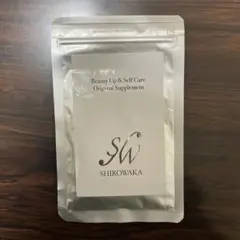 Beauty Up & Self Care
Original Supplement
SW
SHIROWAKA